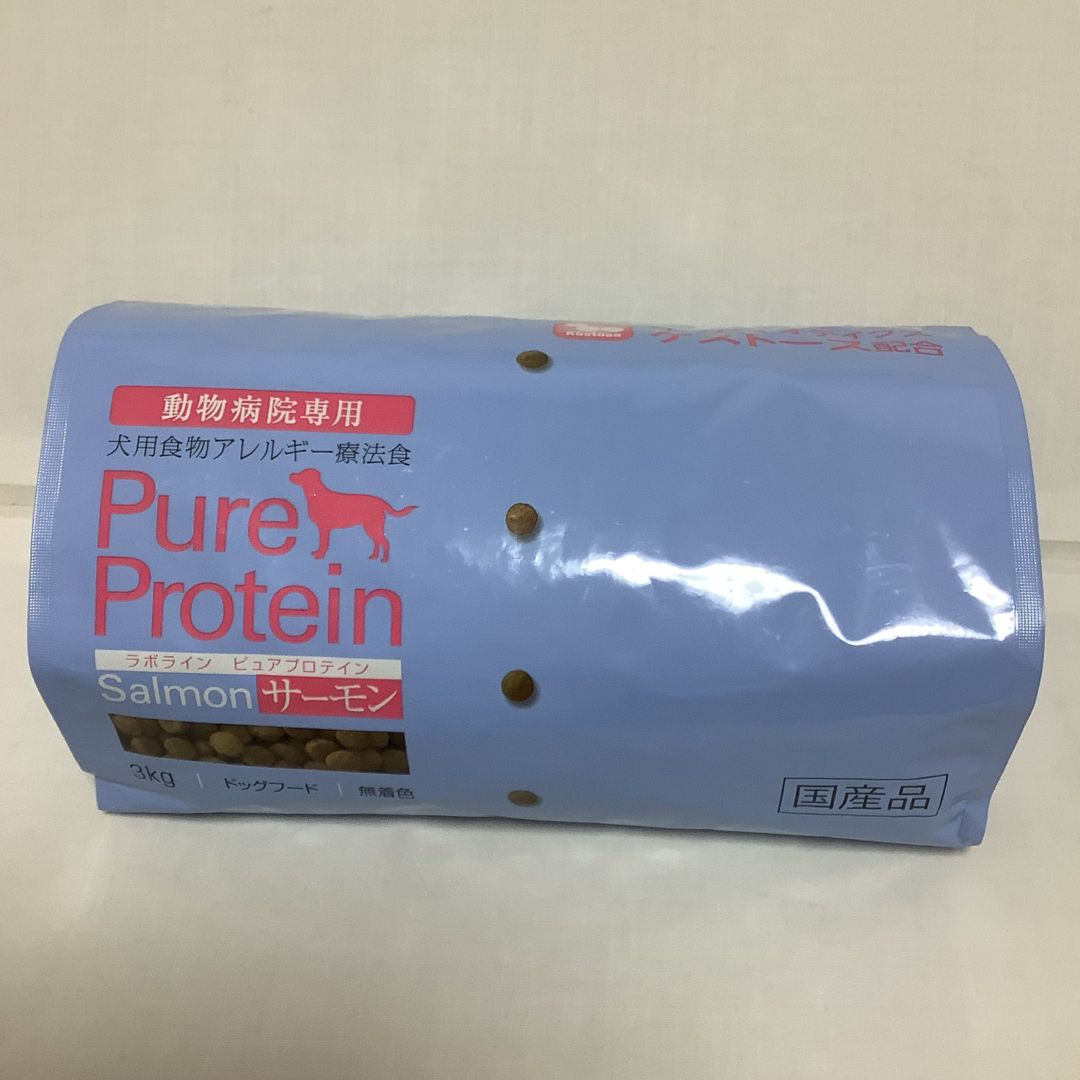 Kestose
ケストース配合
動物病院専用
犬用食物アレルギー療法食
Pure
Protein
ラボライン ピュアプロテイン
Salmon サーモン
3kg | ドッグフード | 無着色
国産品